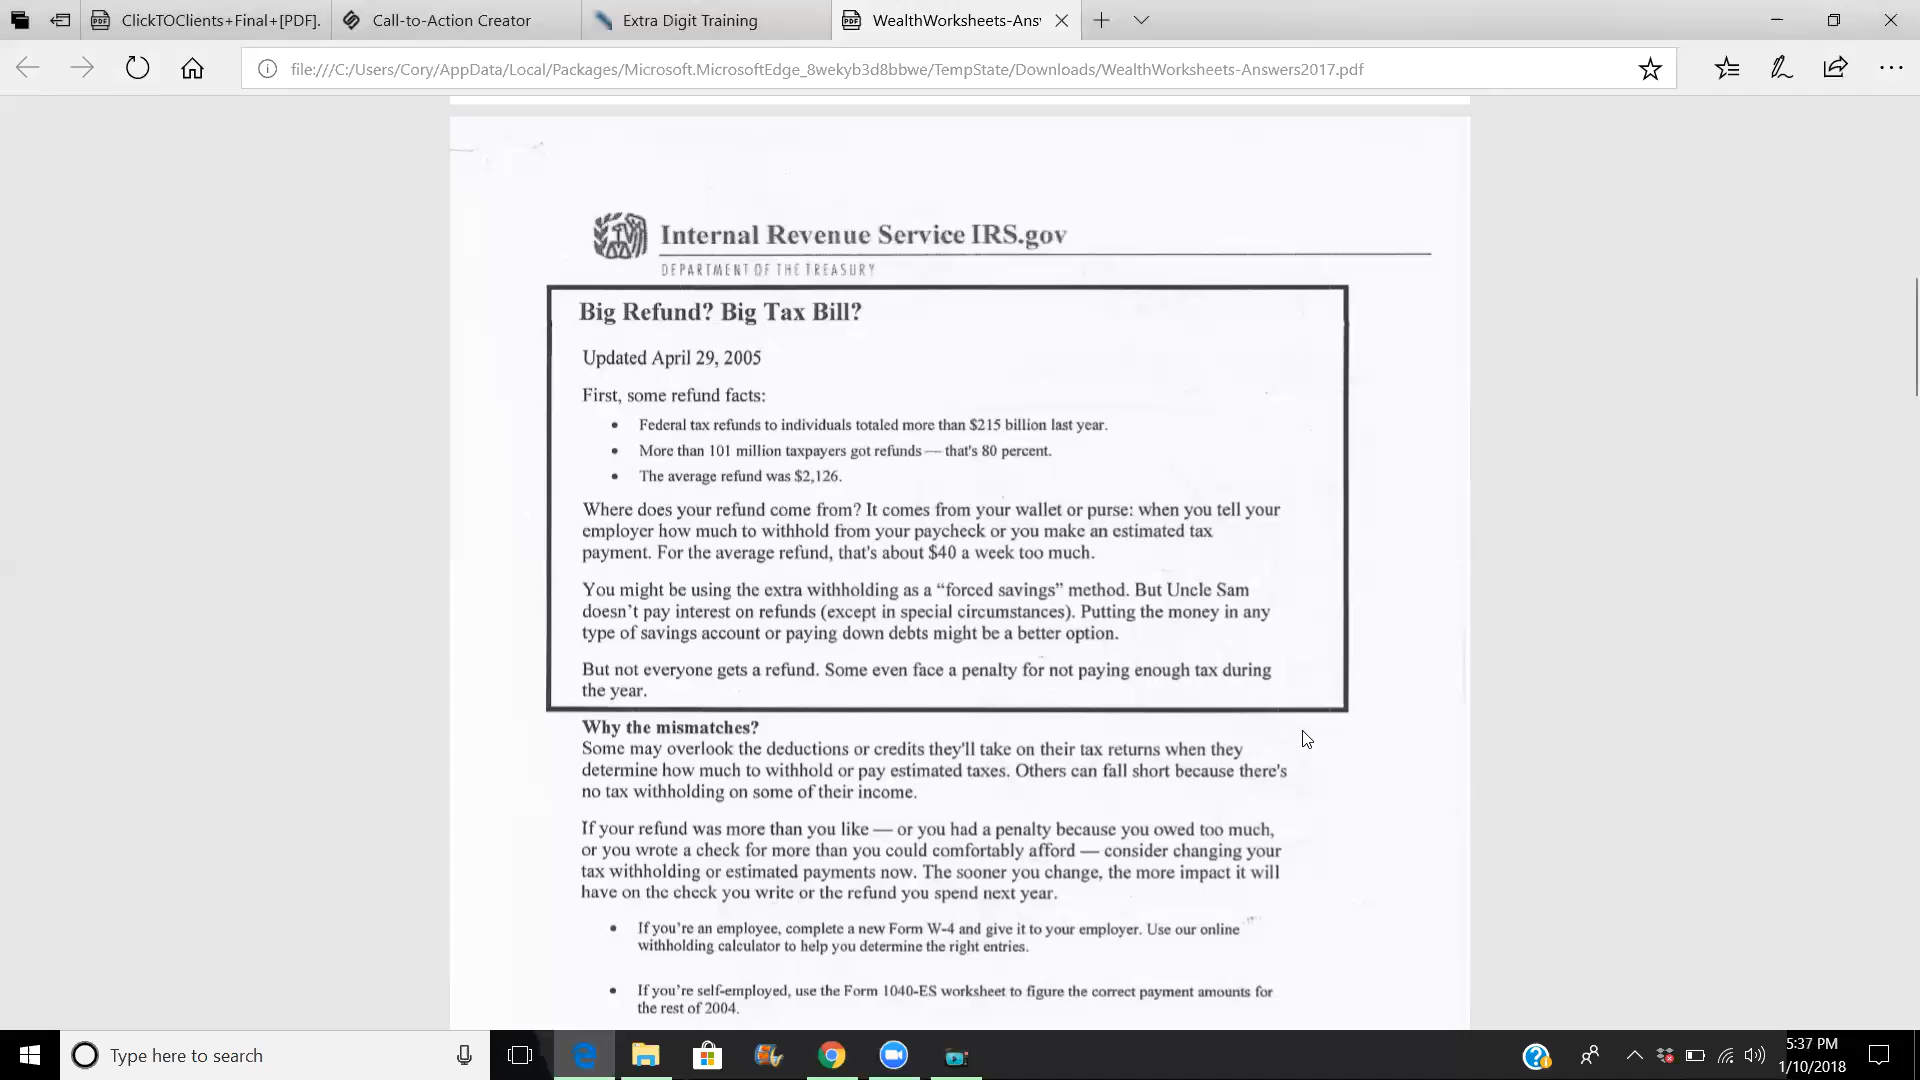 ClickTOClients+Final+[PDF].
Call-to-Action Creator
Extra Digit Training
WealthWorksheets-Ans
file:///C:/Users/Cory/AppData/Local/Packages/Microsoft.MicrosoftEdge_8wekyb3d8bbwe/TempState/Downloads/WealthWorksheets-Answers2017.pdf
Internal Revenue Service IRS.gov
DEPARTMENT OF THE TREASURY
Big Refund? Big Tax Bill?
Updated April 29, 2005
First, some refund facts:
• Federal tax refunds to individuals totaled more than $215 billion last year.
• More than 101 million taxpayers got refunds — that's 80 percent.
• The average refund was $2,126.
Where does your refund come from? It comes from your wallet or purse: when you tell your
employer how much to withhold from your paycheck or you make an estimated tax
payment. For the average refund, that's about $40 a week too much.
You might be using the extra withholding as a “forced savings” method. But Uncle Sam
doesn’t pay interest on refunds (except in special circumstances). Putting the money in any
type of savings account or paying down debts might be a better option.
But not everyone gets a refund. Some even face a penalty for not paying enough tax during
the year.
Why the mismatches?
Some may overlook the deductions or credits they'll take on their tax returns when they
determine how much to withhold or pay estimated taxes. Others can fall short because there's
no tax withholding on some of their income.
If your refund was more than you like — or you had a penalty because you owed too much,
or you wrote a check for more than you could comfortably afford — consider changing your
tax withholding or estimated payments now. The sooner you change, the more impact it will
have on the check you write or the refund you spend next year.
• If you’re an employee, complete a new Form W-4 and give it to your employer. Use our online
withholding calculator to help you determine the right entries.
• If you’re self-employed, use the Form 1040-ES worksheet to figure the correct payment amounts for
the rest of 2004.
Type here to search
5:37 PM
1/10/2018